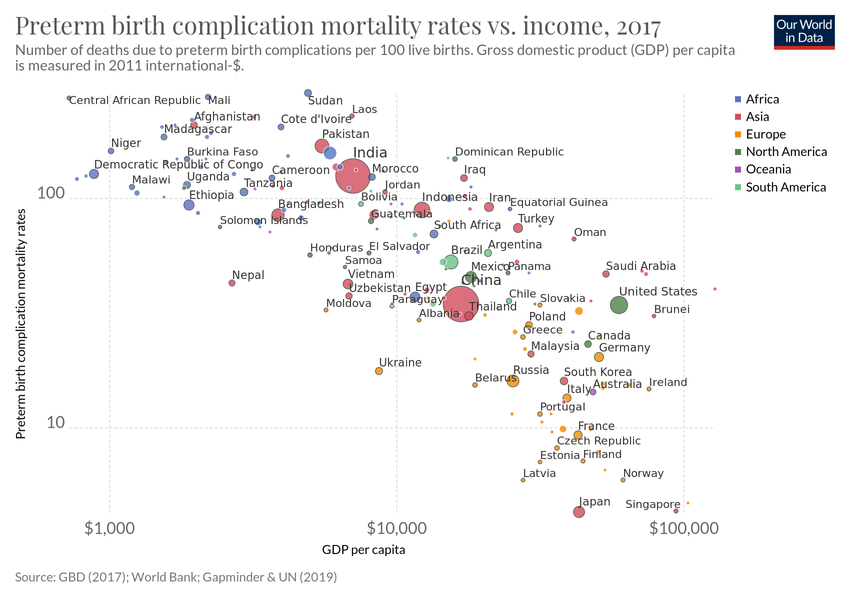 Preterm birth complication mortality rates vs. income, 2017
Our World
in Data
Number of deaths due to preterm birth complications per 100 live births. Gross domestic product (GDP) per capita
is measured in 2011 international-$.
Africa
Asia
Europe
North America
Oceania
South America
Central African Republic
Mali
Sudan
Laos
Afghanistan
Cote d'Ivoire
Madagascar
Pakistan
Niger
Burkina Faso
India
Dominican Republic
Democratic Republic of Congo
Cameroon
Morocco
Iraq
Malawi
Uganda
Tanzania
Jordan
100
Ethiopia
Bolivia
Indonesia
Iran
Bangladesh
Equatorial Guinea
Solomon Islands
Guatemala
South Africa
Turkey
Oman
Honduras
El Salvador
Brazil
Argentina
Samoa
Mexico
Panama
Saudi Arabia
Nepal
Vietnam
China
Uzbekistan
Egypt
United States
Moldova
Paraguay
Chile
Slovakia
Albania
Thailand
Poland
Brunei
Greece
Canada
Malaysia
Germany
Ukraine
Russia
South Korea
Belarus
Italy
Australia
Ireland
Portugal
10
France
Czech Republic
Estonia
Finland
Latvia
Norway
Japan
Singapore
Preterm birth complication mortality rates
$1,000
$10,000
$100,000
GDP per capita
Source: GBD (2017); World Bank; Gapminder & UN (2019)